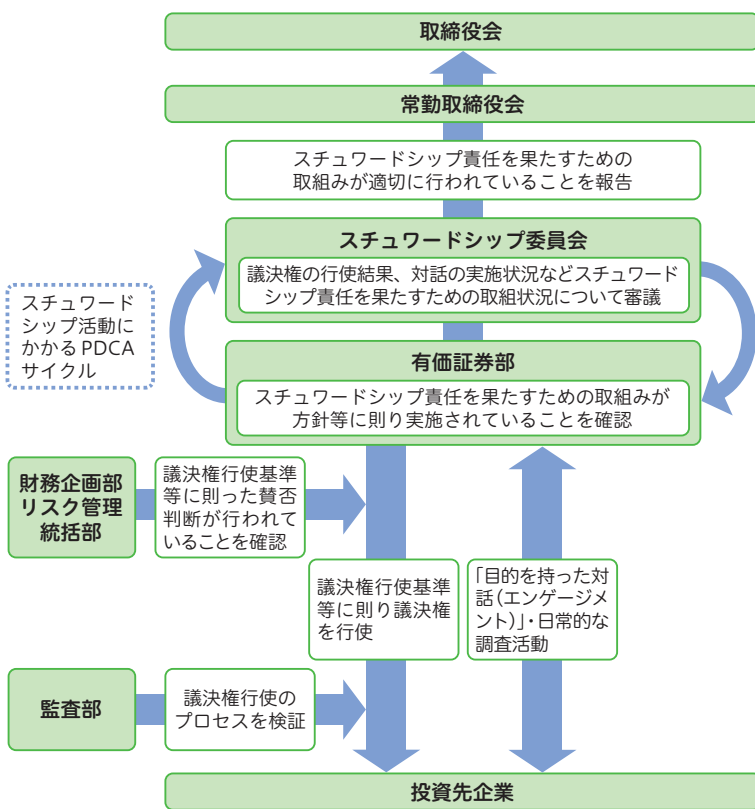 取締役会
常勤取締役会
スチュワードシップ責任を果たすための
取組みが適切に行われていることを報告
スチュワードシップ委員会
議決権の行使結果、対話の実施状況などスチュワード
シップ責任を果たすための取組状況について審議
スチュワード
シップ活動に
かかるPDCA
サイクル
有価証券部
スチュワードシップ責任を果たすための取組みが
方針等に則り実施されていることを確認
財務企画部
リスク管理
統括部
議決権行使基準
等に則った賛否
判断が行われて
いることを確認
議決権行使基準
等に則り議決権
を行使
「目的を持った対
話(エンゲージメ
ント)」・日常的な
調査活動
監査部
議決権行使の
プロセスを検証
投資先企業